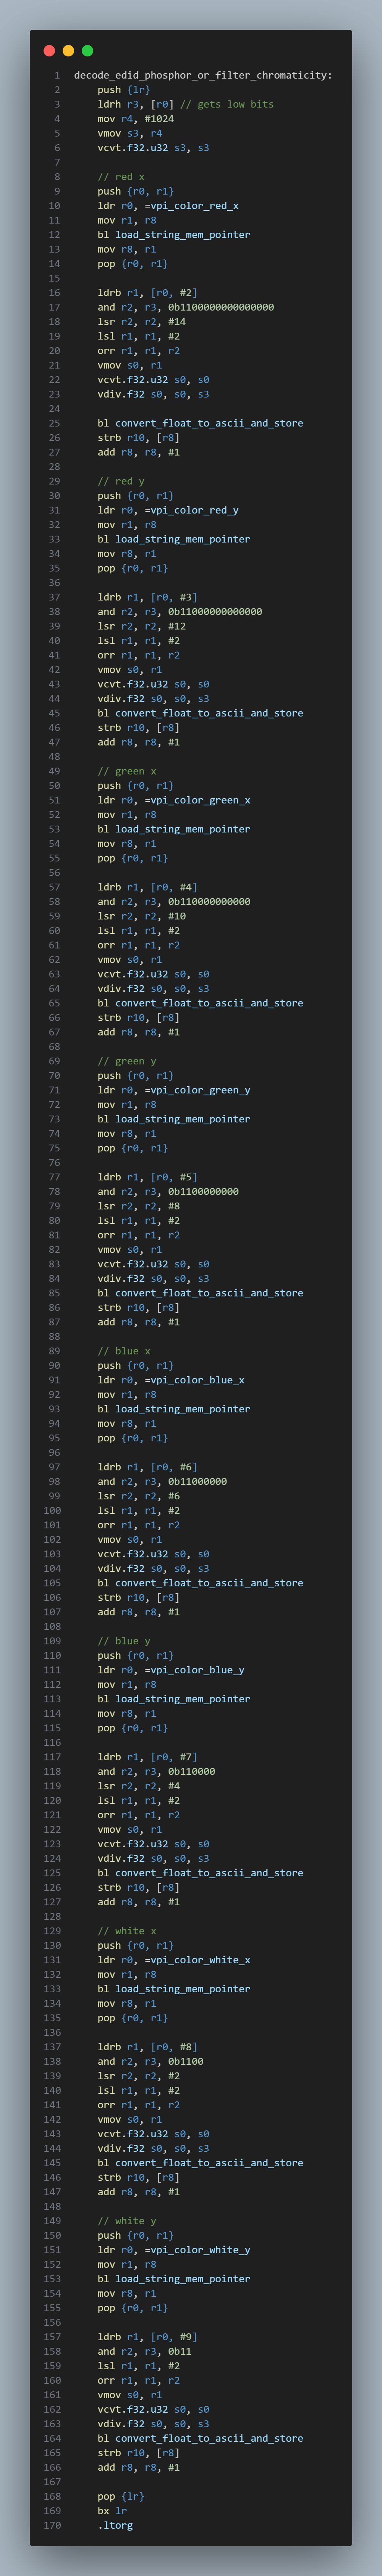 1 decode_edid_phosphor_or_filter_chromaticity:
2 push {lr}
3 ldrh r3, [r0] // gets low bits
4 mov r4, #1024
5 vmov s3, r4
6 vcvt.f32.u32 s3, s3
7
8 // red x
9 push {r0, r1}
10 ldr r0, =vpi_color_red_x
11 mov r1, r8
12 bl load_string_mem_pointer
13 mov r8, r1
14 pop {r0, r1}
15
16 ldrb r1, [r0, #2]
17 and r2, r3, 0b1100000000000000
18 lsr r2, r2, #14
19 lsl r1, r1, #2
20 orr r1, r1, r2
21 vmov s0, r1
22 vcvt.f32.u32 s0, s0
23 vdiv.f32 s0, s0, s3
24
25 bl convert_float_to_ascii_and_store
26 strb r10, [r8]
27 add r8, r8, #1
28
29 // red y
30 push {r0, r1}
31 ldr r0, =vpi_color_red_y
32 mov r1, r8
33 bl load_string_mem_pointer
34 mov r8, r1
35 pop {r0, r1}
36
37 ldrb r1, [r0, #3]
38 and r2, r3, 0b11000000000000
39 lsr r2, r2, #12
40 lsl r1, r1, #2
41 orr r1, r1, r2
42 vmov s0, r1
43 vcvt.f32.u32 s0, s0
44 vdiv.f32 s0, s0, s3
45 bl convert_float_to_ascii_and_store
46 strb r10, [r8]
47 add r8, r8, #1
48
49 // green x
50 push {r0, r1}
51 ldr r0, =vpi_color_green_x
52 mov r1, r8
53 bl load_string_mem_pointer
54 mov r8, r1
55 pop {r0, r1}
56
57 ldrb r1, [r0, #4]
58 and r2, r3, 0b110000000000
59 lsr r2, r2, #10
60 lsl r1, r1, #2
61 orr r1, r1, r2
62 vmov s0, r1
63 vcvt.f32.u32 s0, s0
64 vdiv.f32 s0, s0, s3
65 bl convert_float_to_ascii_and_store
66 strb r10, [r8]
67 add r8, r8, #1
68
69 // green y
70 push {r0, r1}
71 ldr r0, =vpi_color_green_y
72 mov r1, r8
73 bl load_string_mem_pointer
74 mov r8, r1
75 pop {r0, r1}
76
77 ldrb r1, [r0, #5]
78 and r2, r3, 0b1100000000
79 lsr r2, r2, #8
80 lsl r1, r1, #2
81 orr r1, r1, r2
82 vmov s0, r1
83 vcvt.f32.u32 s0, s0
84 vdiv.f32 s0, s0, s3
85 bl convert_float_to_ascii_and_store
86 strb r10, [r8]
87 add r8, r8, #1
88
89 // blue x
90 push {r0, r1}
91 ldr r0, =vpi_color_blue_x
92 mov r1, r8
93 bl load_string_mem_pointer
94 mov r8, r1
95 pop {r0, r1}
96
97 ldrb r1, [r0, #6]
98 and r2, r3, 0b11000000
99 lsr r2, r2, #6
100 lsl r1, r1, #2
101 orr r1, r1, r2
102 vmov s0, r1
103 vcvt.f32.u32 s0, s0
104 vdiv.f32 s0, s0, s3
105 bl convert_float_to_ascii_and_store
106 strb r10, [r8]
107 add r8, r8, #1
108
109 // blue y
110 push {r0, r1}
111 ldr r0, =vpi_color_blue_y
112 mov r1, r8
113 bl load_string_mem_pointer
114 mov r8, r1
115 pop {r0, r1}
116
117 ldrb r1, [r0, #7]
118 and r2, r3, 0b110000
119 lsr r2, r2, #4
120 lsl r1, r1, #2
121 orr r1, r1, r2
122 vmov s0, r1
123 vcvt.f32.u32 s0, s0
124 vdiv.f32 s0, s0, s3
125 bl convert_float_to_ascii_and_store
126 strb r10, [r8]
127 add r8, r8, #1
128
129 // white x
130 push {r0, r1}
131 ldr r0, =vpi_color_white_x
132 mov r1, r8
133 bl load_string_mem_pointer
134 mov r8, r1
135 pop {r0, r1}
136
137 ldrb r1, [r0, #8]
138 and r2, r3, 0b1100
139 lsr r2, r2, #2
140 lsl r1, r1, #2
141 orr r1, r1, r2
142 vmov s0, r1
143 vcvt.f32.u32 s0, s0
144 vdiv.f32 s0, s0, s3
145 bl convert_float_to_ascii_and_store
146 strb r10, [r8]
147 add r8, r8, #1
148
149 // white y
150 push {r0, r1}
151 ldr r0, =vpi_color_white_y
152 mov r1, r8
153 bl load_string_mem_pointer
154 mov r8, r1
155 pop {r0, r1}
156
157 ldrb r1, [r0, #9]
158 and r2, r3, 0b11
159 lsl r1, r1, #2
160 orr r1, r1, r2
161 vmov s0, r1
162 vcvt.f32.u32 s0, s0
163 vdiv.f32 s0, s0, s3
164 bl convert_float_to_ascii_and_store
165 strb r10, [r8]
166 add r8, r8, #1
167
168 pop {lr}
169 bx lr
170 .ltorg